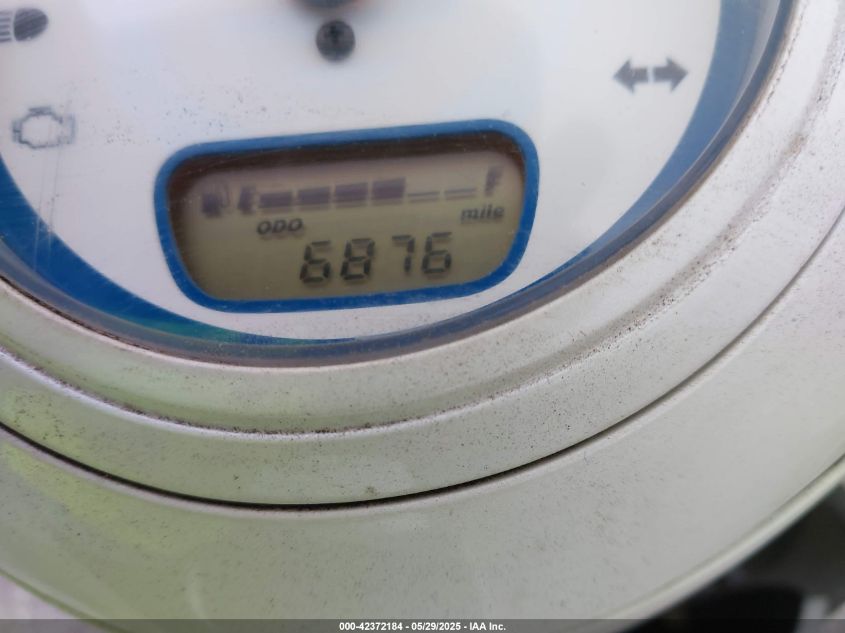 E F
ODO mile
6876
000-42372184 - 05/29/2025 - IAA Inc.